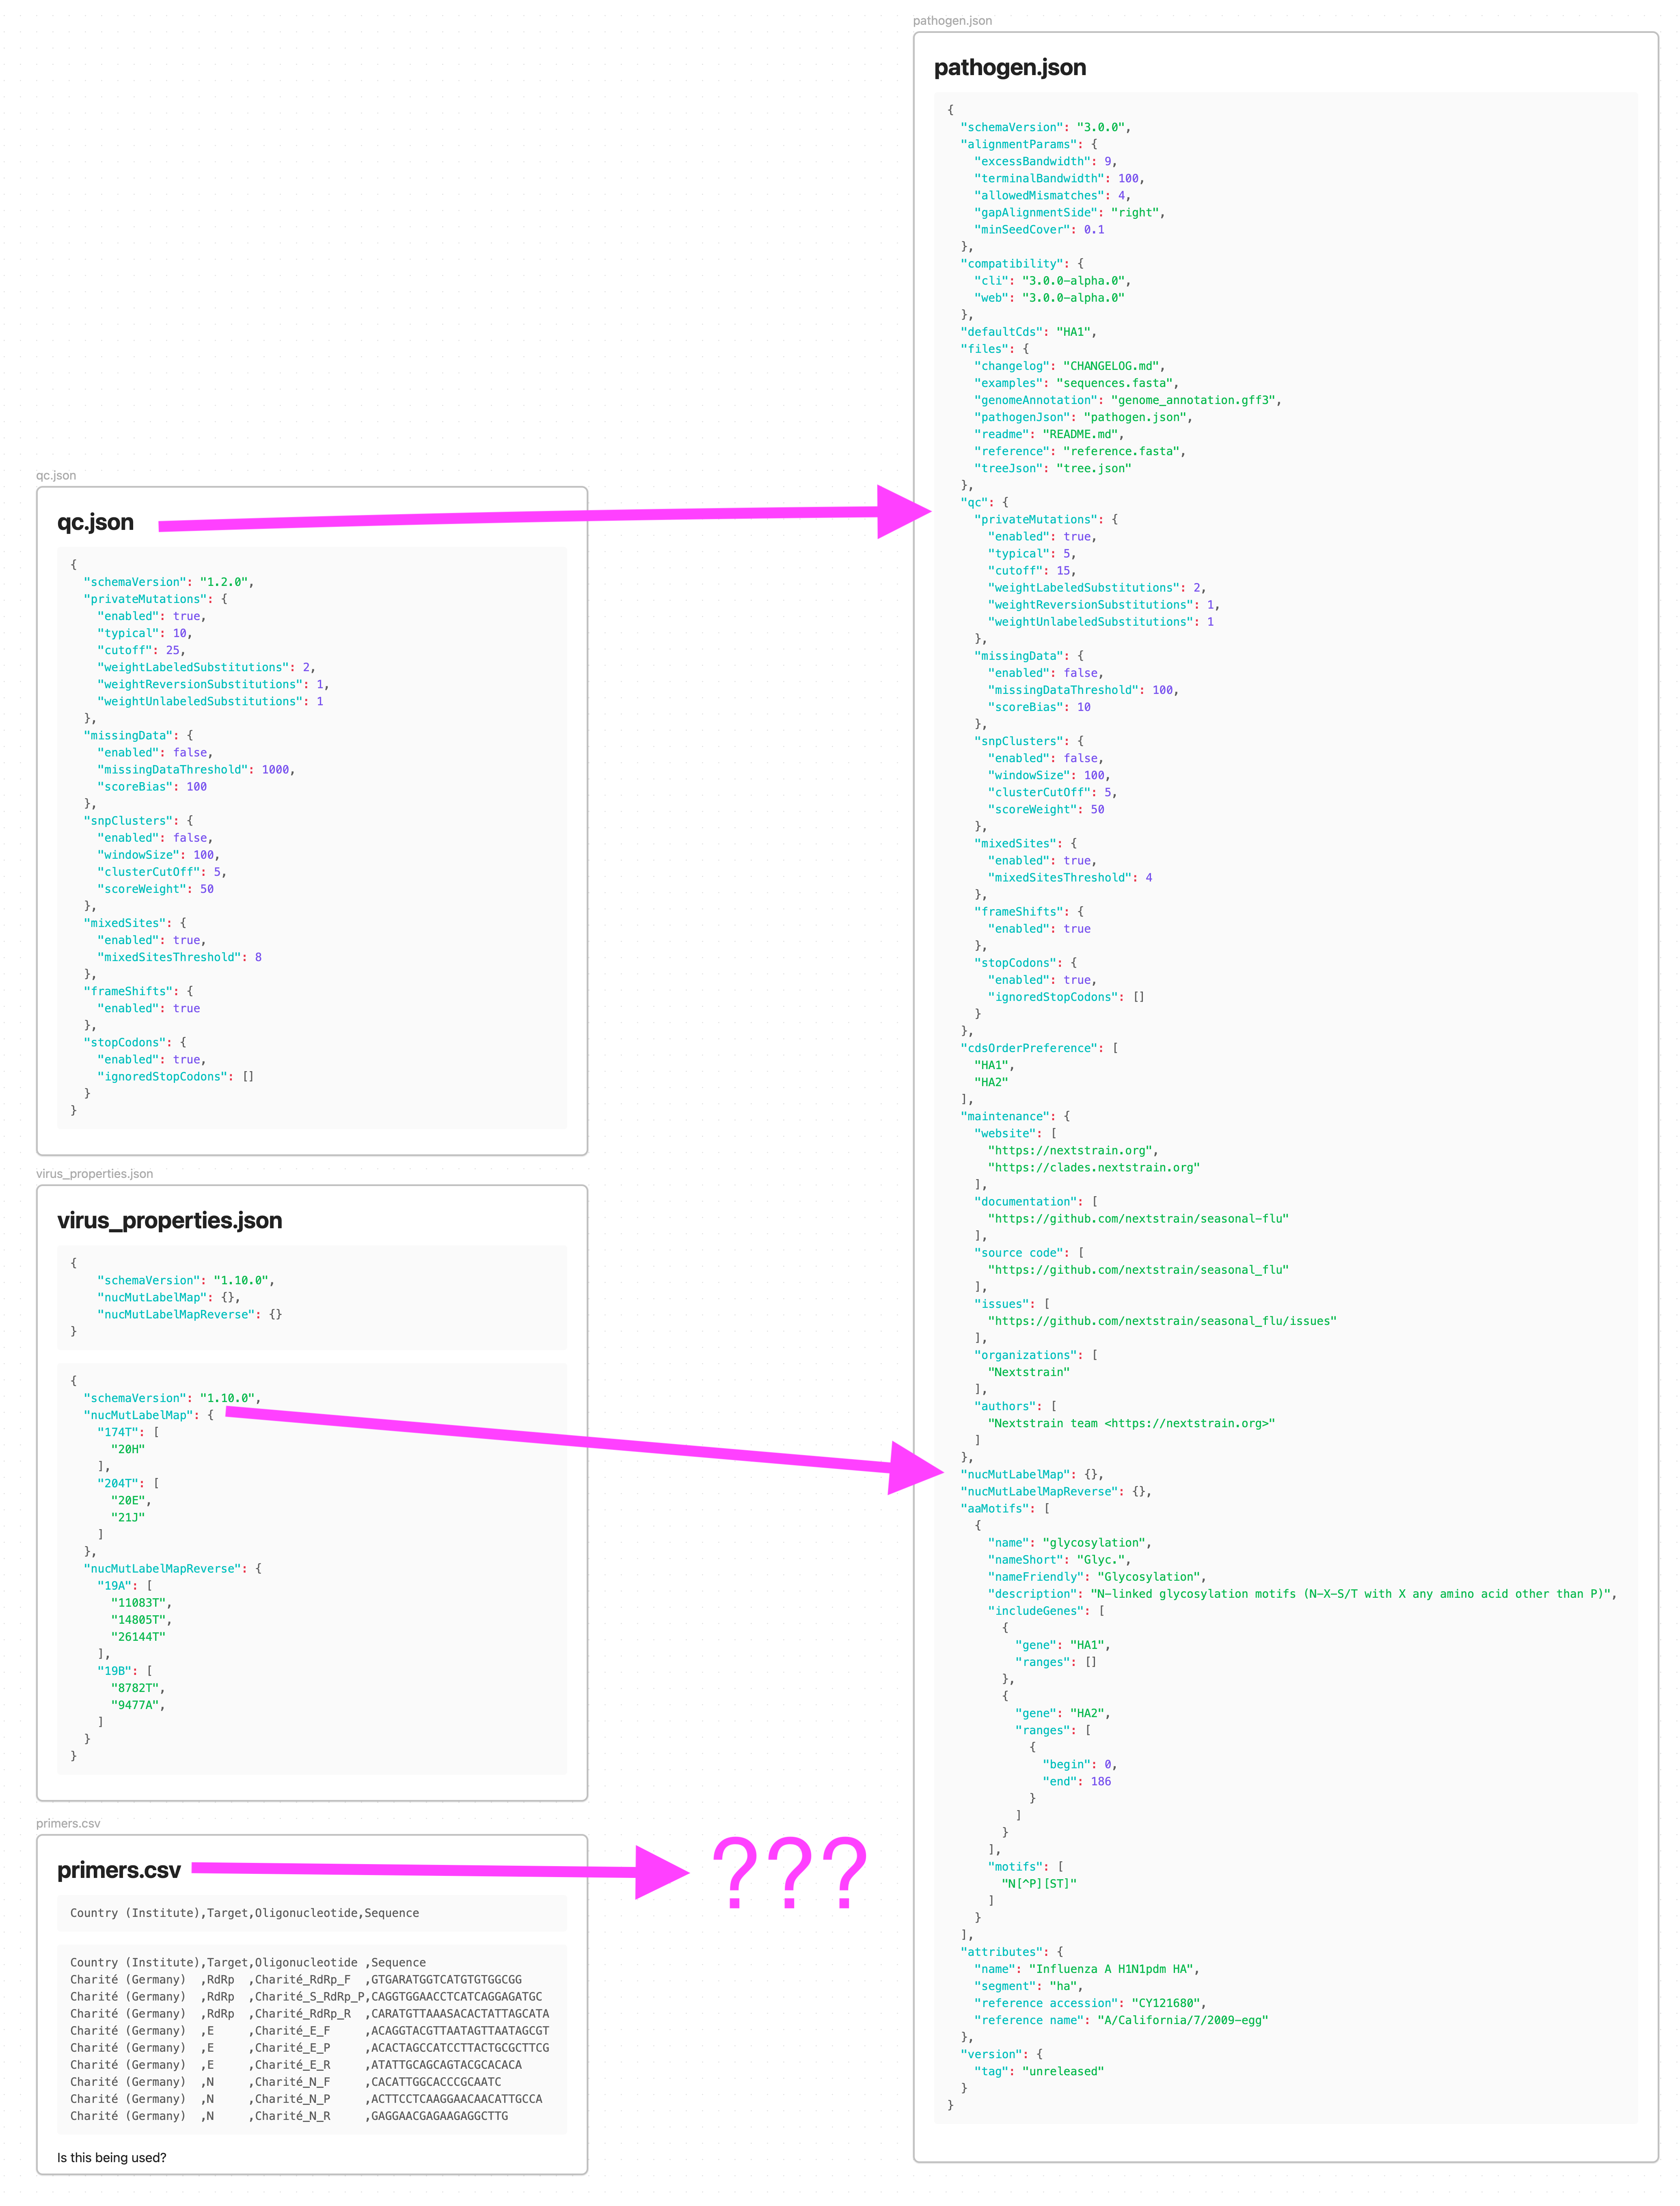 qc.json
qc.json
{
  "schemaVersion": "1.2.0",
  "privateMutations": {
    "enabled": true,
    "typical": 10,
    "cutoff": 25,
    "weightLabeledSubstitutions": 2,
    "weightReversionSubstitutions": 1,
    "weightUnlabeledSubstitutions": 1
  },
  "missingData": {
    "enabled": false,
    "missingDataThreshold": 1000,
    "scoreBias": 100
  },
  "snpClusters": {
    "enabled": false,
    "windowSize": 100,
    "clusterCutOff": 5,
    "scoreWeight": 50
  },
  "mixedSites": {
    "enabled": true,
    "mixedSitesThreshold": 8
  },
  "frameShifts": {
    "enabled": true
  },
  "stopCodons": {
    "enabled": true,
    "ignoredStopCodons": []
  }
}
virus_properties.json
virus_properties.json
{
    "schemaVersion": "1.10.0",
    "nucMutLabelMap": {},
    "nucMutLabelMapReverse": {}
}
{
  "schemaVersion": "1.10.0",
  "nucMutLabelMap": {
    "174T": [
      "20H"
    ],
    "204T": [
      "20E",
      "21J"
    ]
  },
  "nucMutLabelMapReverse": {
    "19A": [
      "11083T",
      "14805T",
      "26144T"
    ],
    "19B": [
      "8782T",
      "9477A",
    ]
  }
}
primers.csv
primers.csv
???
Country (Institute),Target,Oligonucleotide,Sequence
Country (Institute),Target,Oligonucleotide ,Sequence
Charité (Germany)  ,RdRp  ,Charité_RdRp_F  ,GTGARATGGTCATGTGTGGCGG
Charité (Germany)  ,RdRp  ,Charité_S_RdRp_P,CAGGTGGAACCTCATCAGGAGATGC
Charité (Germany)  ,RdRp  ,Charité_RdRp_R  ,CARATGTTAAASACACTATTAGCATA
Charité (Germany)  ,E     ,Charité_E_F     ,ACAGGTACGTTAATAGTTAATAGCGT
Charité (Germany)  ,E     ,Charité_E_P     ,ACACTAGCCATCCTTACTGCGCTTCG
Charité (Germany)  ,E     ,Charité_E_R     ,ATATTGCAGCAGTACGCACACA
Charité (Germany)  ,N     ,Charité_N_F     ,CACATTGGCACCCGCAATC
Charité (Germany)  ,N     ,Charité_N_P     ,ACTTCCTCAAGGAACAACATTGCCA
Charité (Germany)  ,N     ,Charité_N_R     ,GAGGAACGAGAAGAGGCTTG
Is this being used?
pathogen.json
pathogen.json
{
  "schemaVersion": "3.0.0",
  "alignmentParams": {
    "excessBandwidth": 9,
    "terminalBandwidth": 100,
    "allowedMismatches": 4,
    "gapAlignmentSide": "right",
    "minSeedCover": 0.1
  },
  "compatibility": {
    "cli": "3.0.0-alpha.0",
    "web": "3.0.0-alpha.0"
  },
  "defaultCds": "HA1",
  "files": {
    "changelog": "CHANGELOG.md",
    "examples": "sequences.fasta",
    "genomeAnnotation": "genome_annotation.gff3",
    "pathogenJson": "pathogen.json",
    "readme": "README.md",
    "reference": "reference.fasta",
    "treeJson": "tree.json"
  },
  "qc": {
    "privateMutations": {
      "enabled": true,
      "typical": 5,
      "cutoff": 15,
      "weightLabeledSubstitutions": 2,
      "weightReversionSubstitutions": 1,
      "weightUnlabeledSubstitutions": 1
    },
    "missingData": {
      "enabled": false,
      "missingDataThreshold": 100,
      "scoreBias": 10
    },
    "snpClusters": {
      "enabled": false,
      "windowSize": 100,
      "clusterCutOff": 5,
      "scoreWeight": 50
    },
    "mixedSites": {
      "enabled": true,
      "mixedSitesThreshold": 4
    },
    "frameShifts": {
      "enabled": true
    },
    "stopCodons": {
      "enabled": true,
      "ignoredStopCodons": []
    }
  },
  "cdsOrderPreference": [
    "HA1",
    "HA2"
  ],
  "maintenance": {
    "website": [
      "https://nextstrain.org",
      "https://clades.nextstrain.org"
    ],
    "documentation": [
      "https://github.com/nextstrain/seasonal-flu"
    ],
    "source code": [
      "https://github.com/nextstrain/seasonal_flu"
    ],
    "issues": [
      "https://github.com/nextstrain/seasonal_flu/issues"
    ],
    "organizations": [
      "Nextstrain"
    ],
    "authors": [
      "Nextstrain team <https://nextstrain.org>"
    ]
  },
  "nucMutLabelMap": {},
  "nucMutLabelMapReverse": {},
  "aaMotifs": [
    {
      "name": "glycosylation",
      "nameShort": "Glyc.",
      "nameFriendly": "Glycosylation",
      "description": "N-linked glycosylation motifs (N-X-S/T with X any amino acid other than P)",
      "includeGenes": [
        {
          "gene": "HA1",
          "ranges": []
        },
        {
          "gene": "HA2",
          "ranges": [
            {
              "begin": 0,
              "end": 186
            }
          ]
        }
      ],
      "motifs": [
        "N[^P][ST]"
      ]
    }
  ],
  "attributes": {
    "name": "Influenza A H1N1pdm HA",
    "segment": "ha",
    "reference accession": "CY121680",
    "reference name": "A/California/7/2009-egg"
  },
  "version": {
    "tag": "unreleased"
  }
}